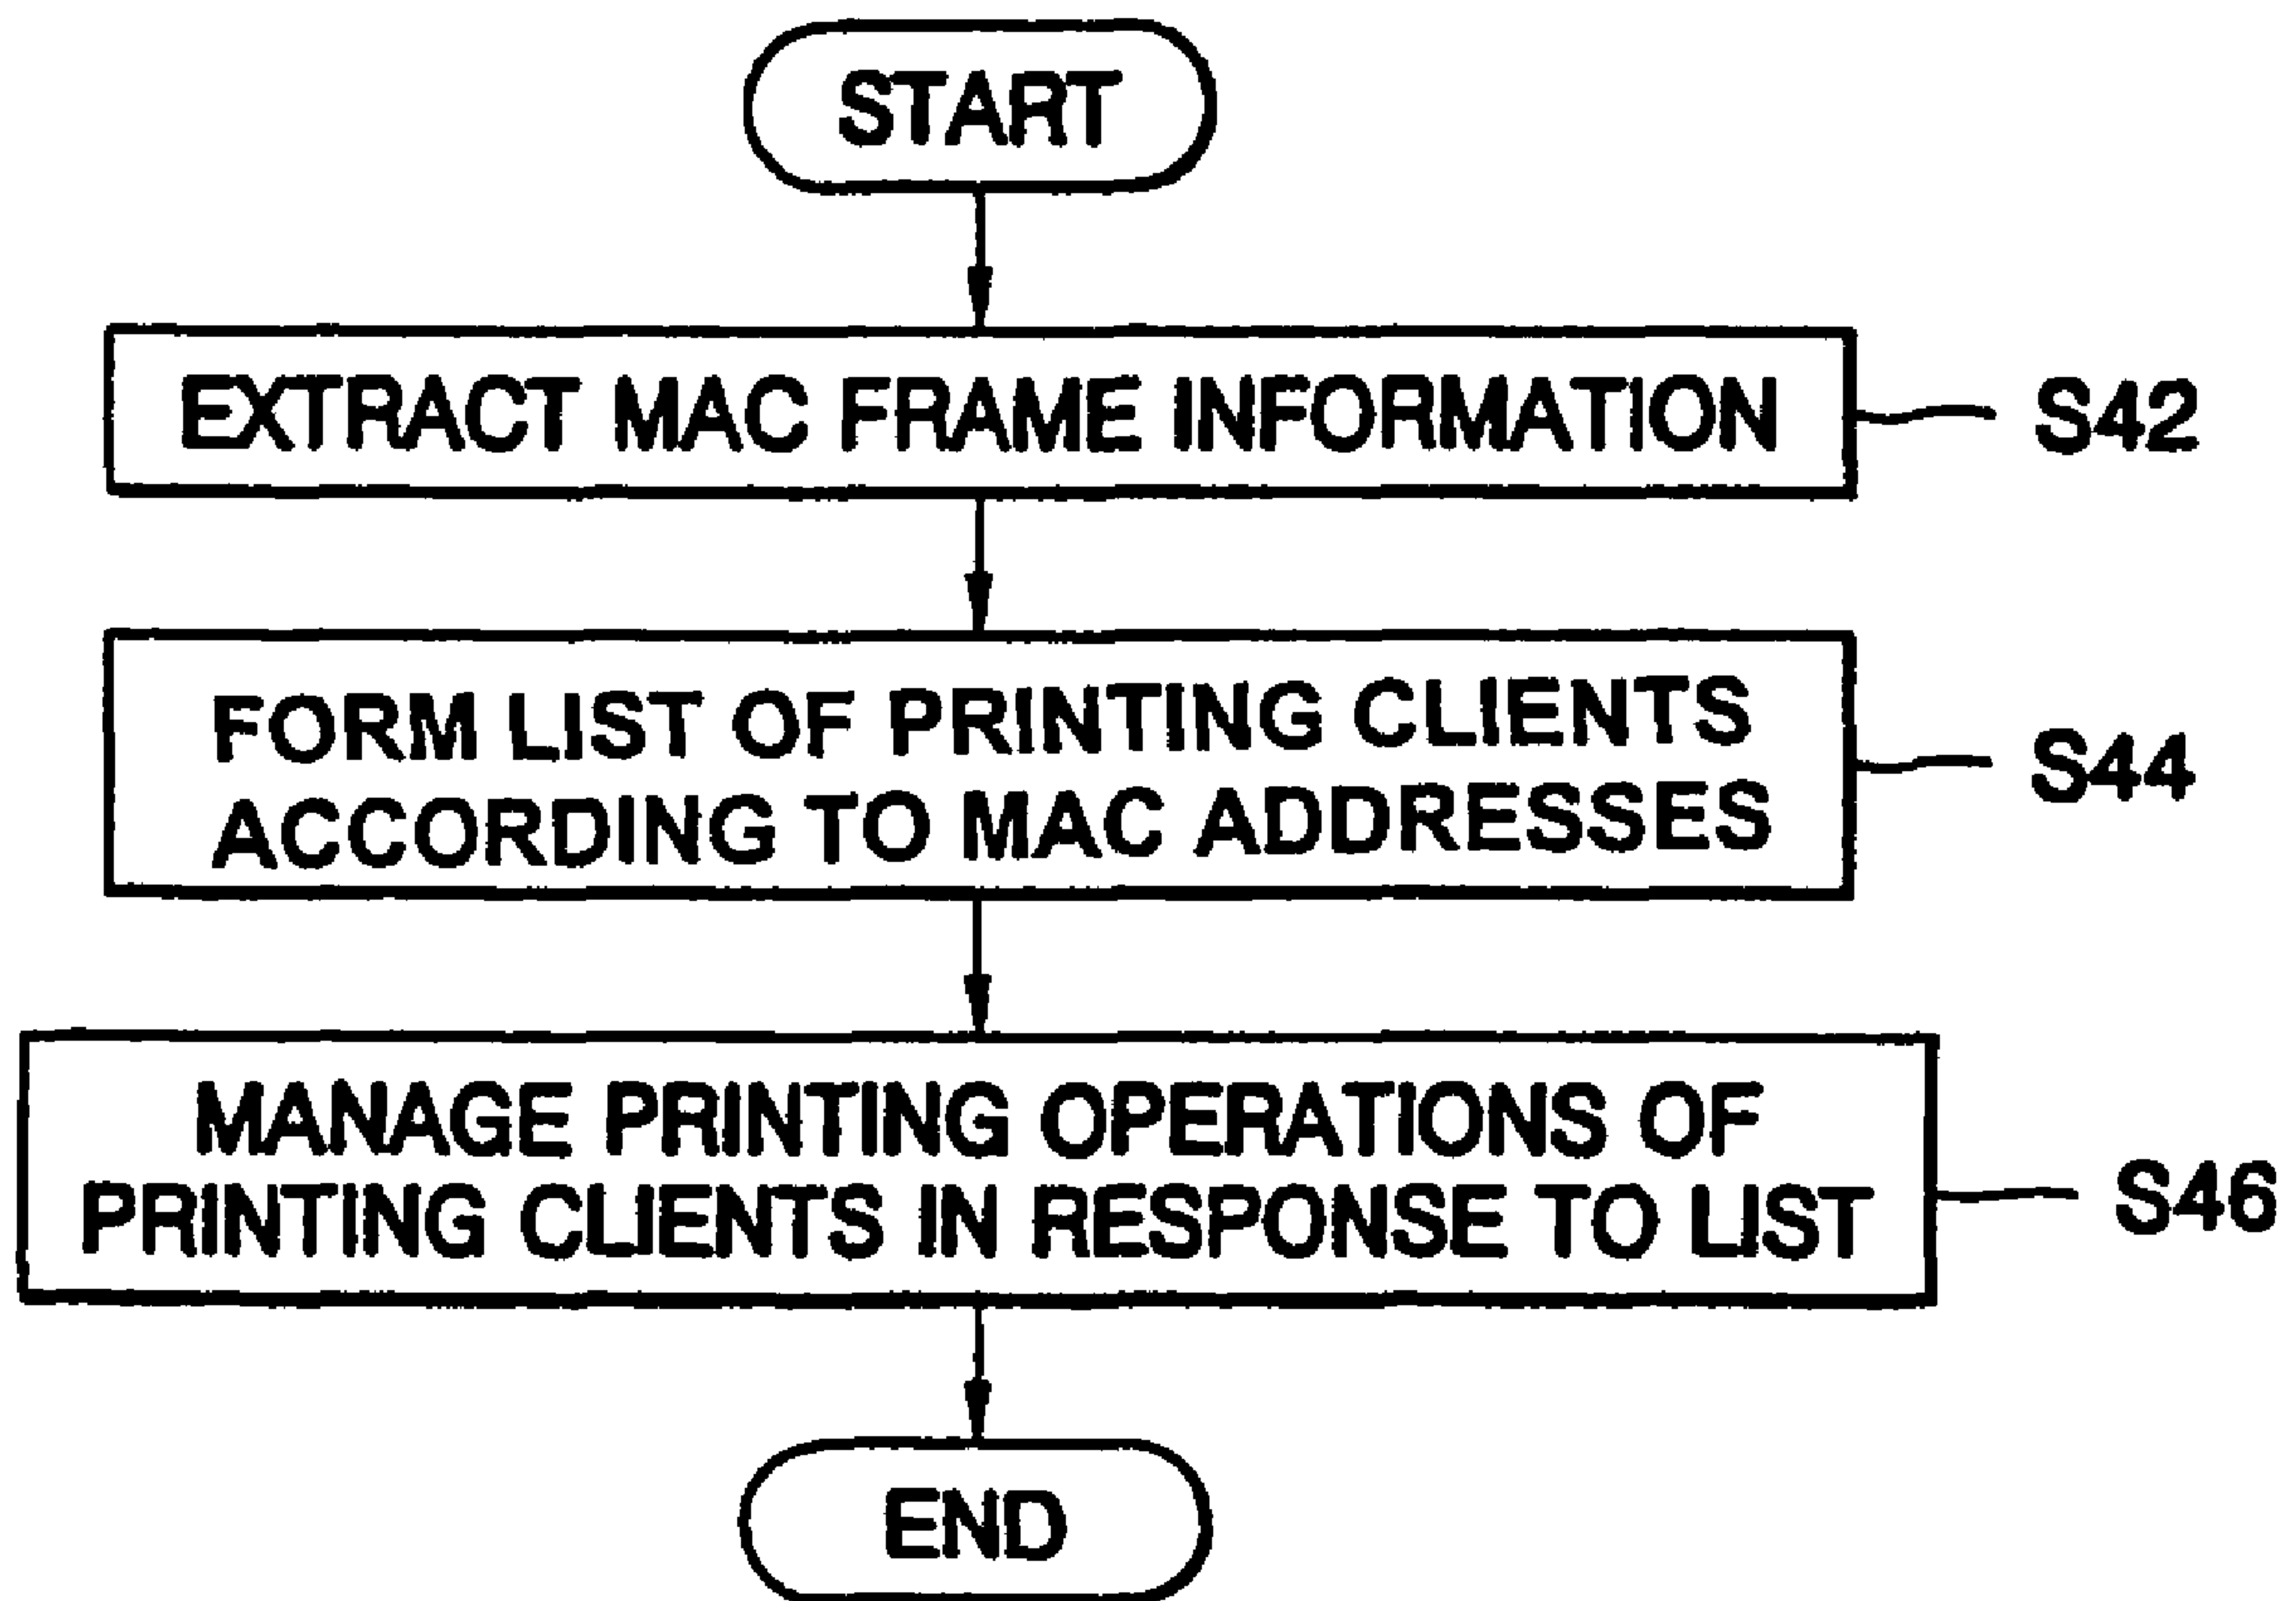 START
EXTRACT MAC FRAME INFORMATION
S42
FORM LIST OF PRINTING CLIENTS
ACCORDING TO MAC ADDRESSES
S44
MANAGE PRINTING OPERATIONS OF
PRINTING CLIENTS IN RESPONSE TO LIST
S46
END